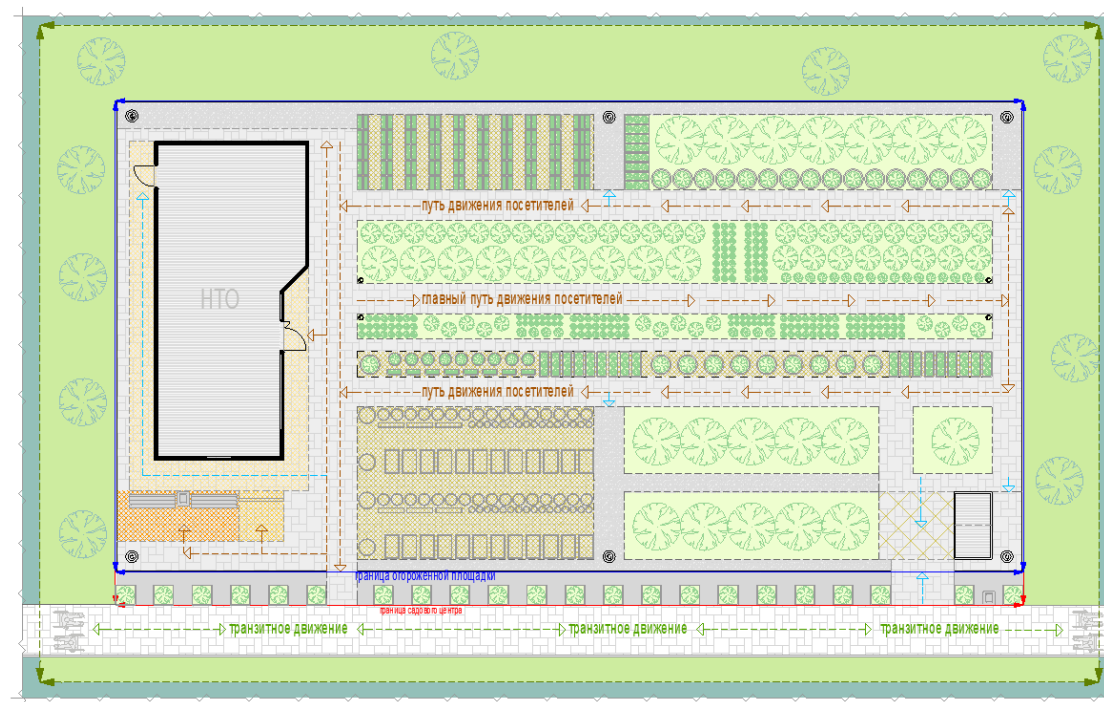 путь движения посетителей
НТО
главный путь движения посетителей
путь движения посетителей
граница огороженной площадки
граница садового центра
транзитное движение
транзитное движение
транзитное движение